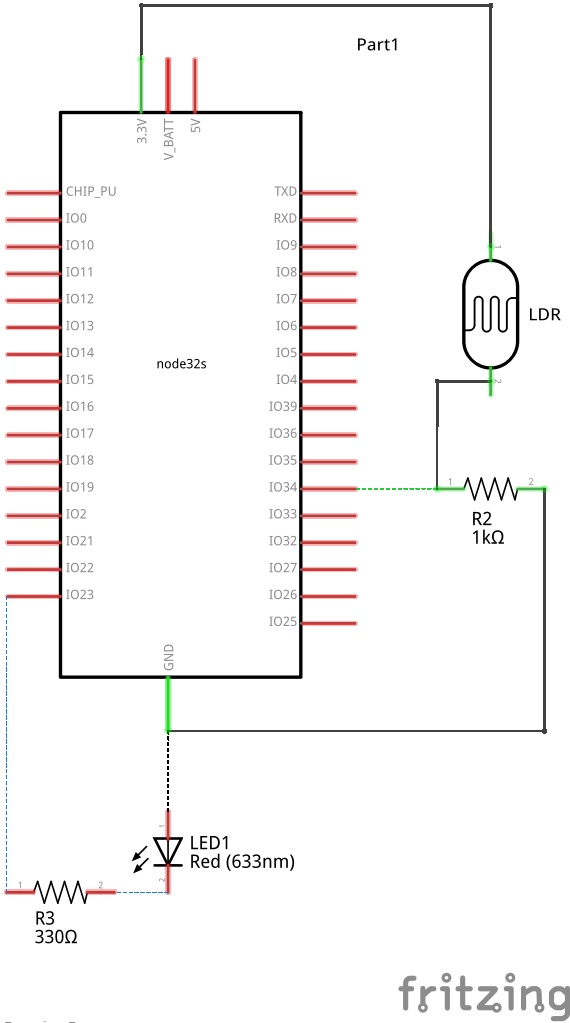 Part1
3.3V
V_BATT
5V
CHIP_PU
TXD
IO0
RXD
IO10
IO9
1
IO11
IO8
IO12
IO7
LDR
IO13
IO6
IO14
IO5
node32s
IO15
IO4
2
IO16
IO39
IO17
IO36
IO18
IO35
IO19
IO34
1
2
R2
1kΩ
IO2
IO33
IO21
IO32
IO22
IO27
IO23
IO26
IO25
GND
1
LED1
Red (633nm)
2
1
2
R3
330Ω
fritzing